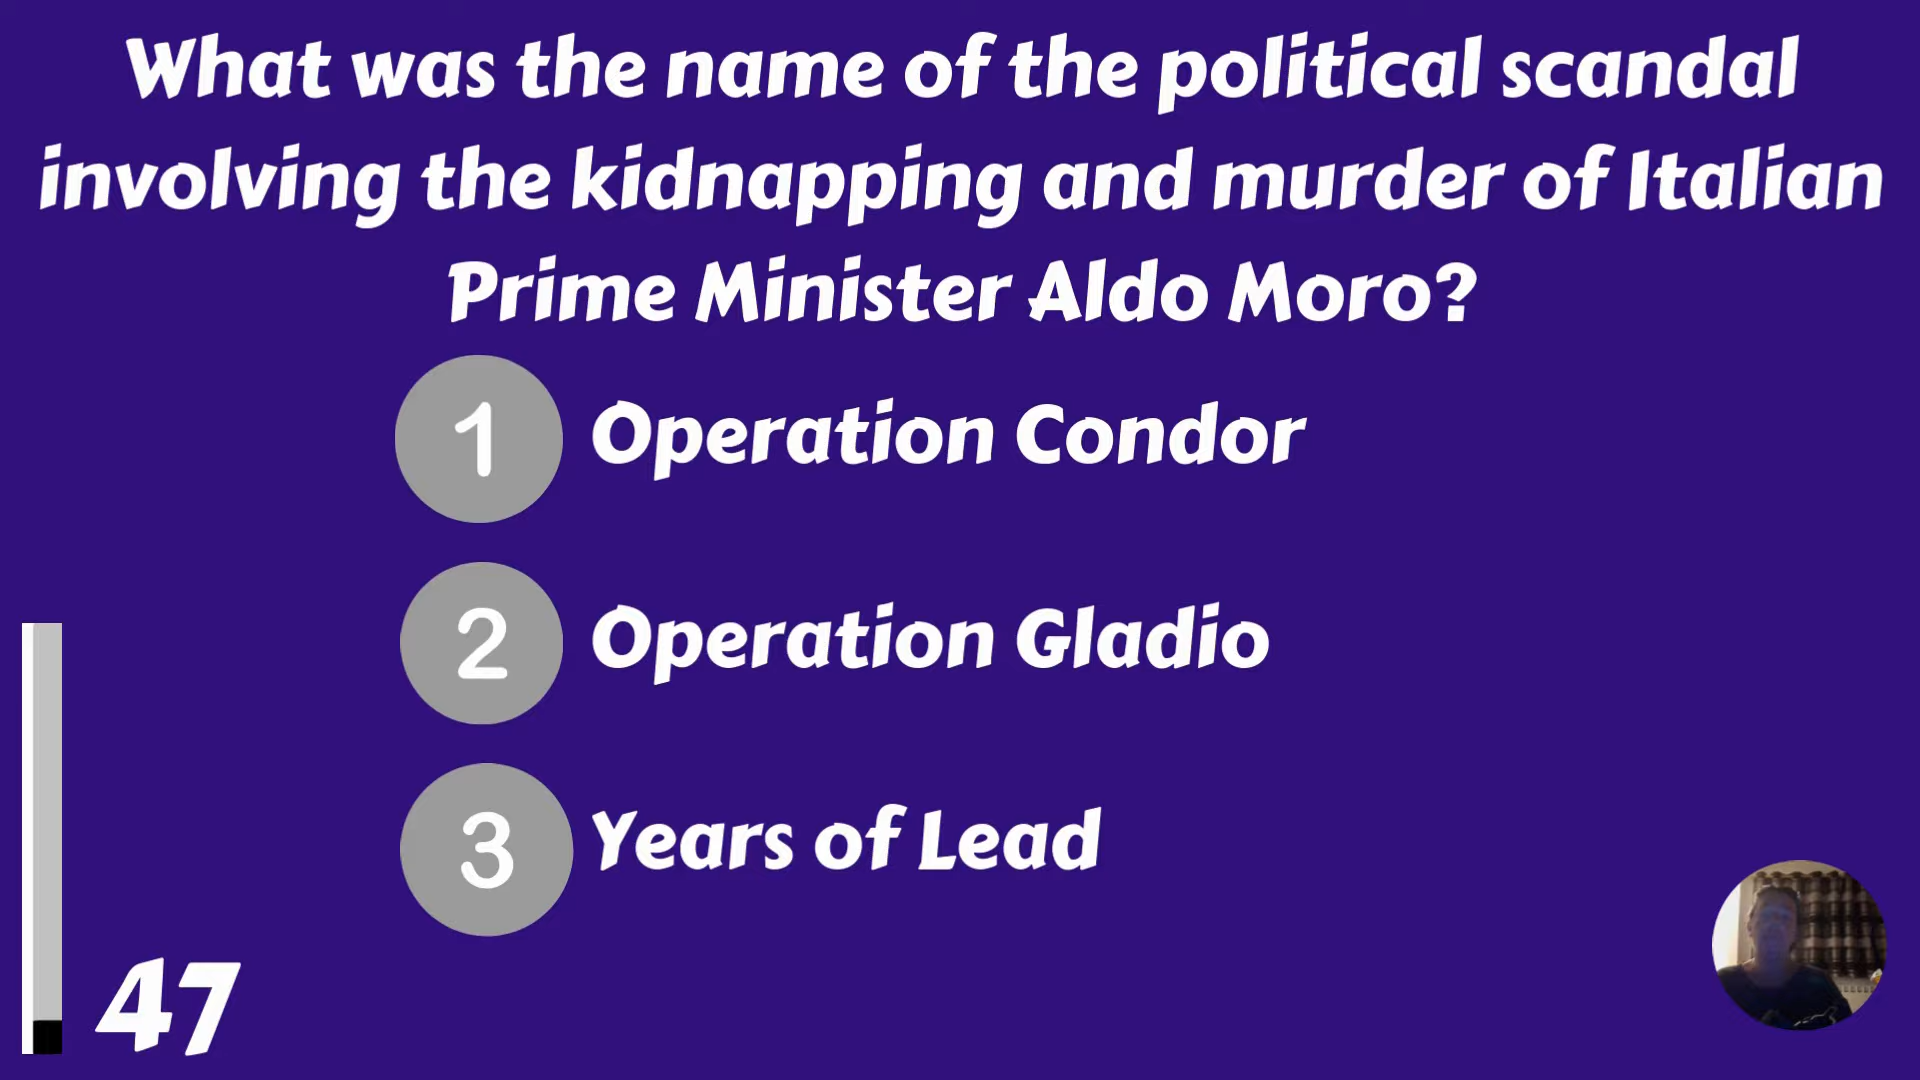 What was the name of the political scandal
involving the kidnapping and murder of Italian
Prime Minister Aldo Moro?
1 Operation Condor
2 Operation Gladio
3 Years of Lead
47